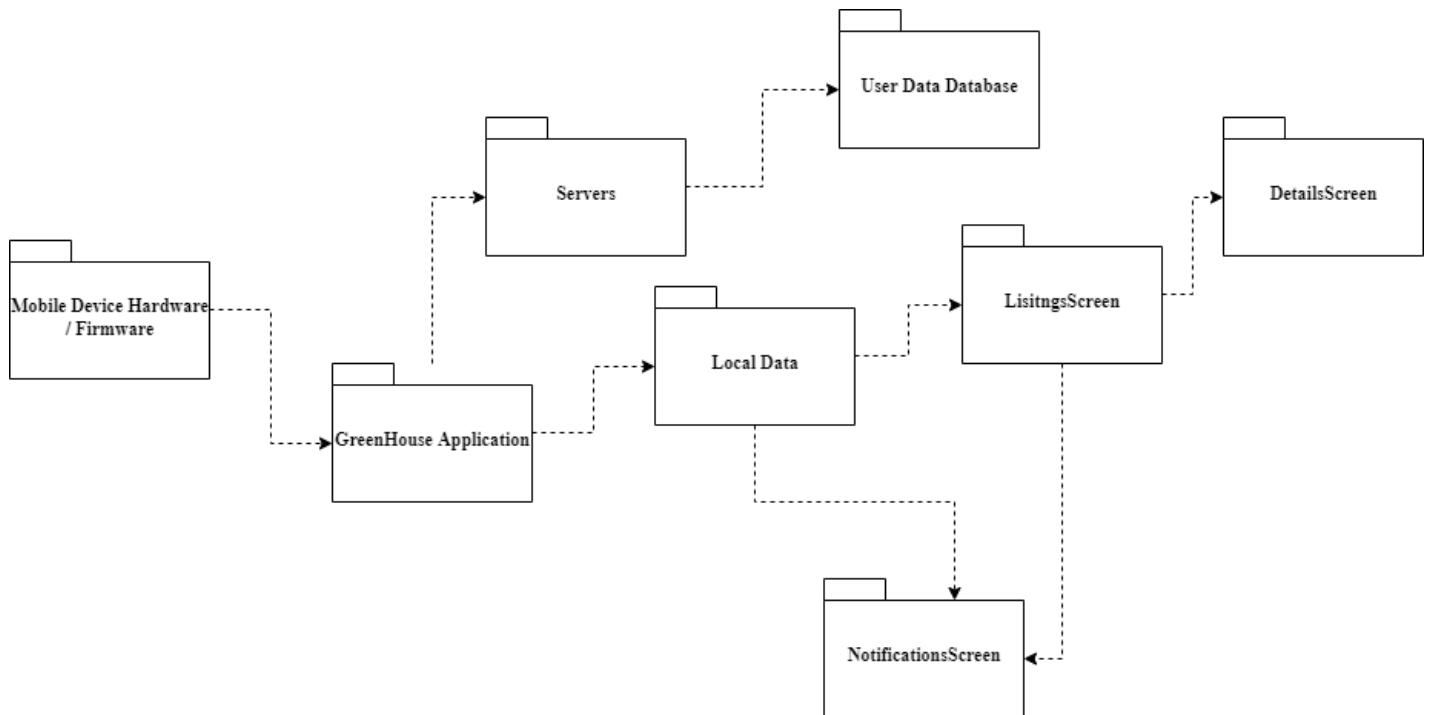 User Data Database
Servers
DetailsScreen
Mobile Device Hardware
/ Firmware
LisitngsScreen
Local Data
GreenHouse Application
NotificationsScreen